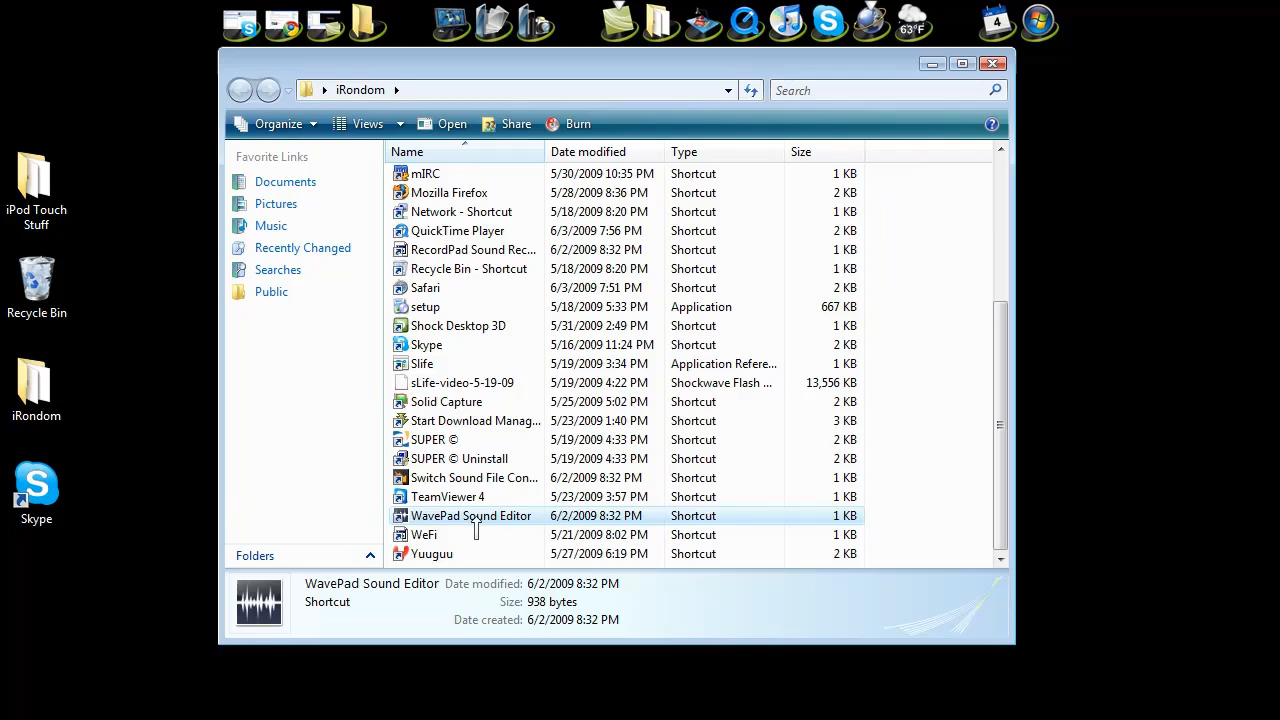 63°F
4
iRondom
Search
Organize Views Open Share Burn
Favorite Links
Documents
Pictures
Music
Recently Changed
Searches
Public
Folders
Name Date modified Type Size
mIRC 5/30/2009 10:35 PM Shortcut 1 KB
Mozilla Firefox 5/28/2009 8:36 PM Shortcut 2 KB
Network - Shortcut 5/18/2009 8:20 PM Shortcut 1 KB
QuickTime Player 6/3/2009 7:56 PM Shortcut 2 KB
RecordPad Sound Rec... 6/2/2009 8:32 PM Shortcut 1 KB
Recycle Bin - Shortcut 5/18/2009 8:20 PM Shortcut 1 KB
Safari 6/3/2009 7:51 PM Shortcut 2 KB
setup 5/18/2009 5:33 PM Application 667 KB
Shock Desktop 3D 5/31/2009 2:49 PM Shortcut 1 KB
Skype 5/16/2009 11:24 PM Shortcut 2 KB
Slife 5/19/2009 3:34 PM Application Refere... 1 KB
sLife-video-5-19-09 5/19/2009 4:22 PM Shockwave Flash ... 13,556 KB
Solid Capture 5/25/2009 5:02 PM Shortcut 2 KB
Start Download Manag... 5/23/2009 1:40 PM Shortcut 3 KB
SUPER © 5/19/2009 4:33 PM Shortcut 2 KB
SUPER © Uninstall 5/19/2009 4:33 PM Shortcut 2 KB
Switch Sound File Con... 6/2/2009 8:32 PM Shortcut 1 KB
TeamViewer 4 5/23/2009 3:57 PM Shortcut 1 KB
WavePad Sound Editor 6/2/2009 8:32 PM Shortcut 1 KB
WeFi 5/21/2009 8:02 PM Shortcut 1 KB
Yuuguu 5/27/2009 6:19 PM Shortcut 2 KB
WavePad Sound Editor Date modified: 6/2/2009 8:32 PM
Shortcut Size: 938 bytes
Date created: 6/2/2009 8:32 PM
iPod Touch
Stuff
Recycle Bin
iRondom
Skype